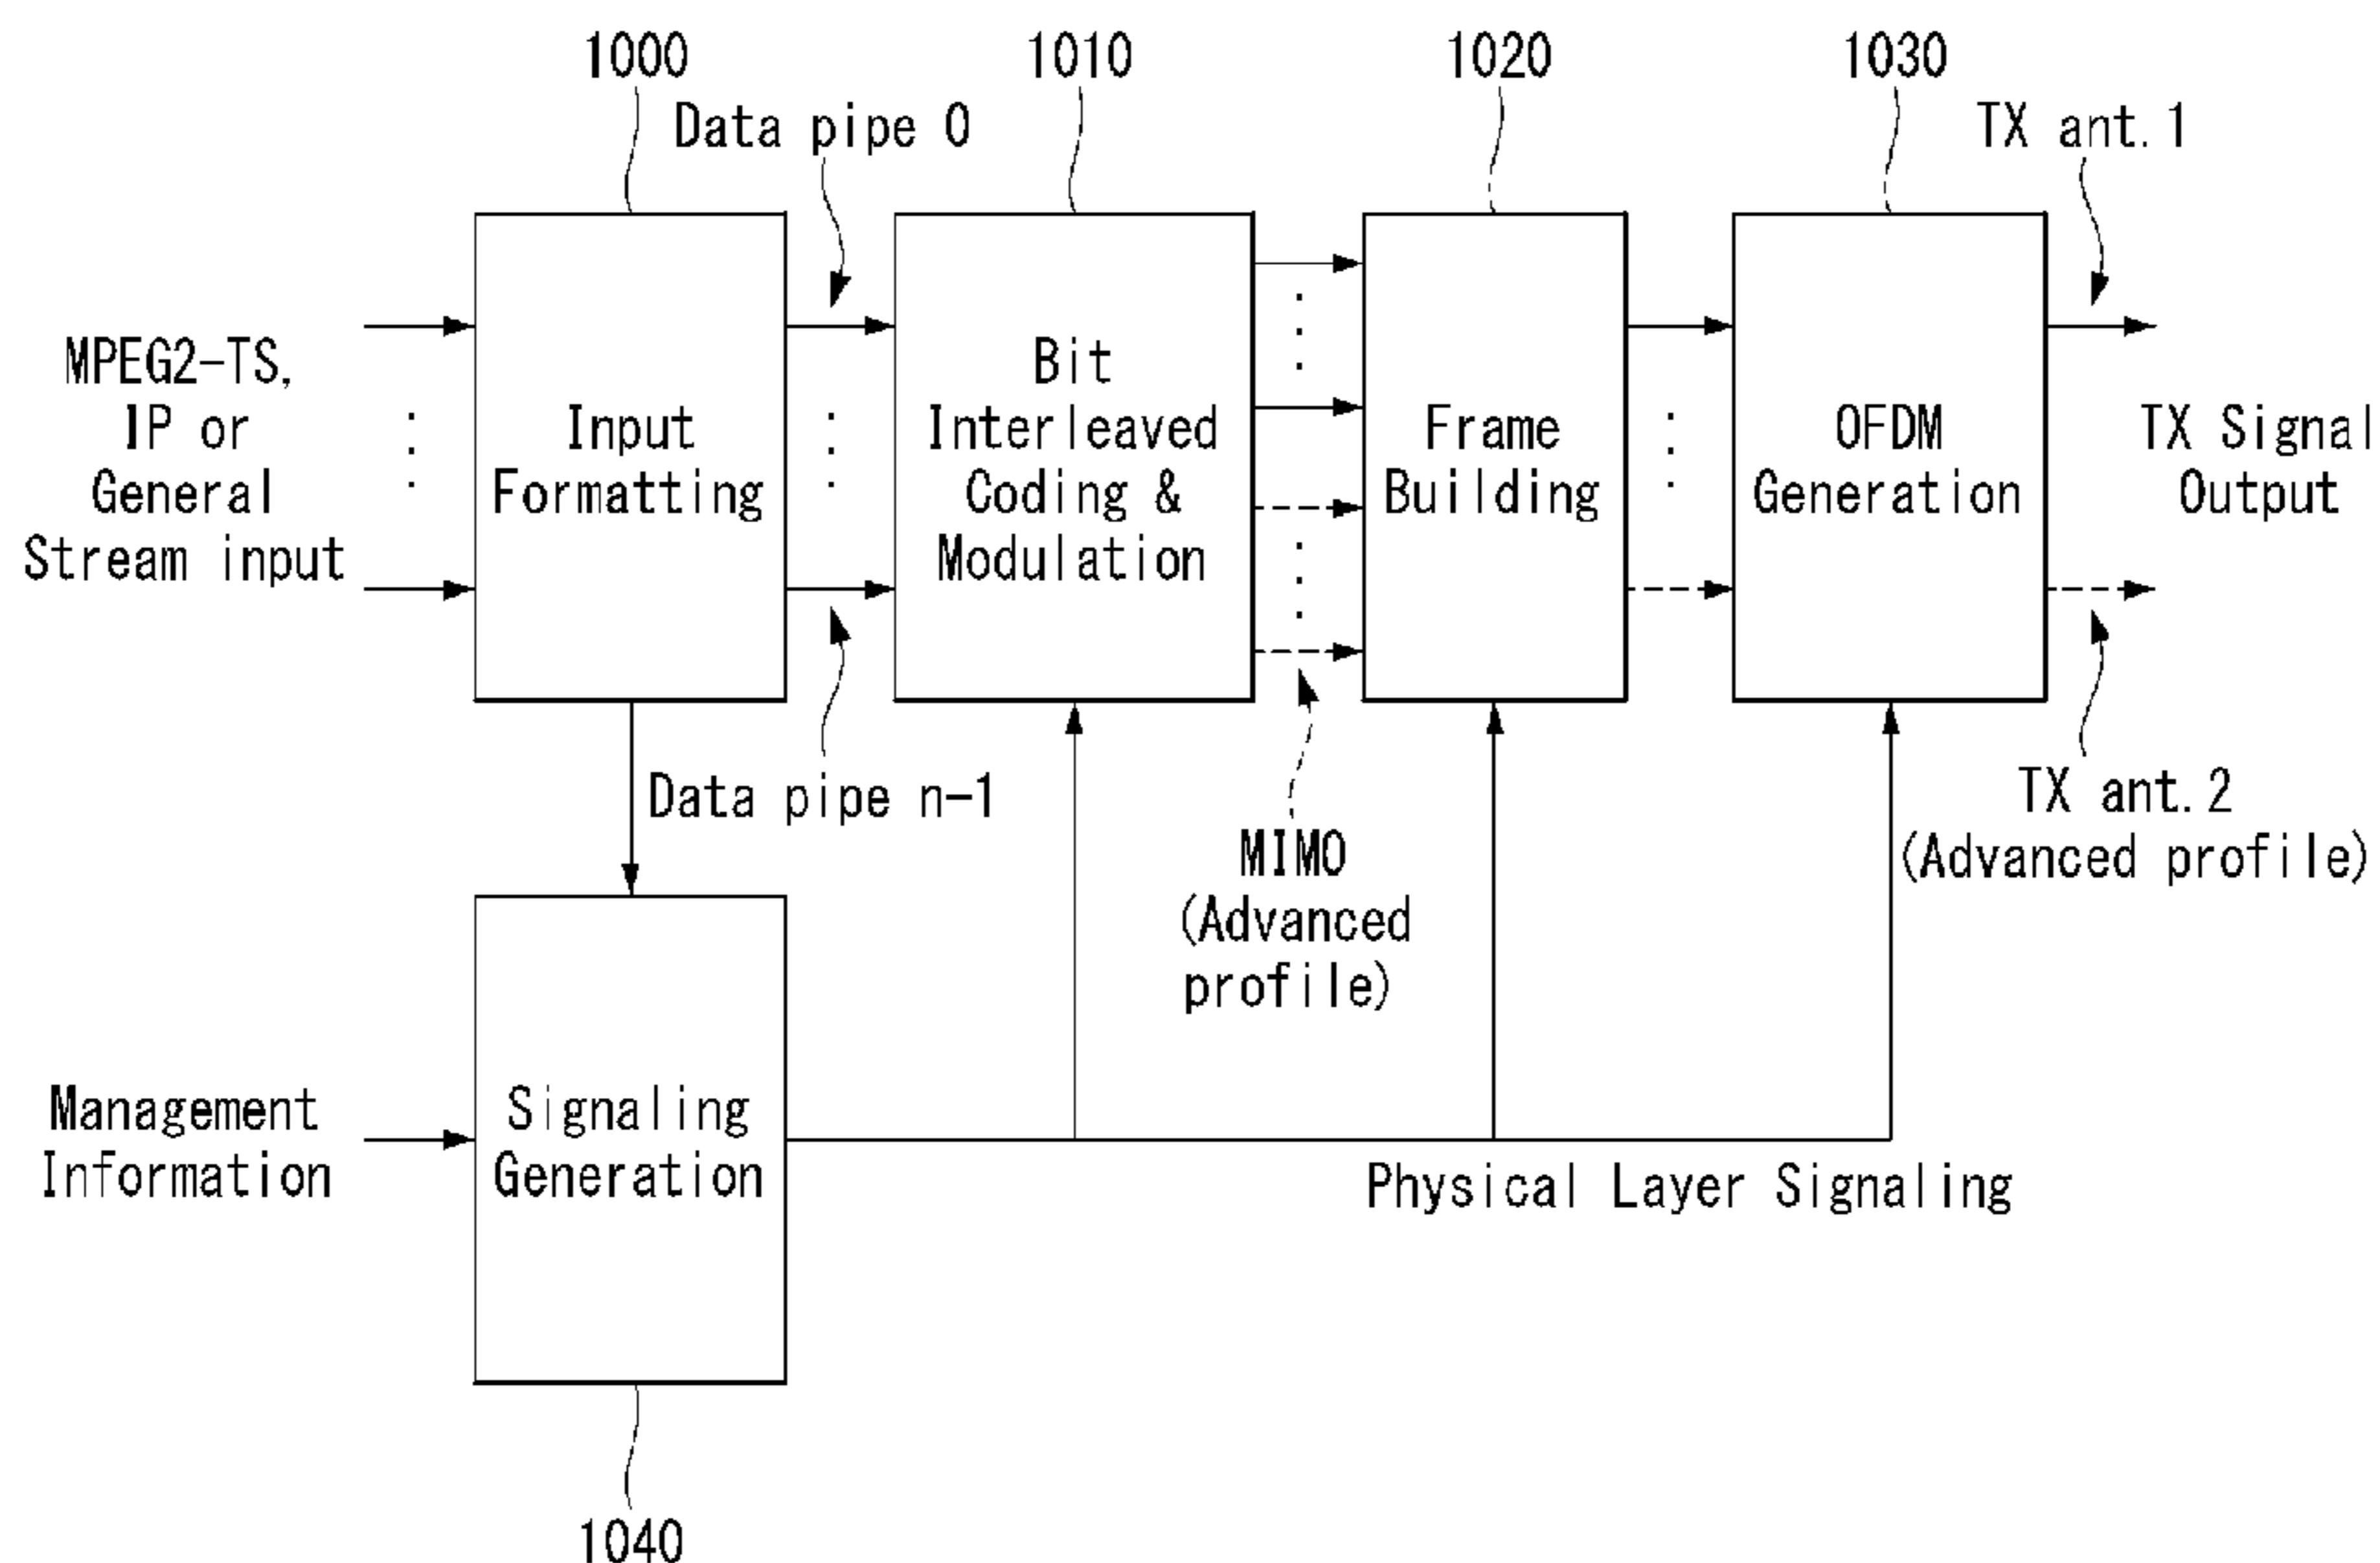 1000
1010
1020
1030
Data pipe 0
TX ant.1
MPEG2-TS,
IP or
General
Stream input
Input
Formatting
Bit
Interleaved
Coding &
Modulation
Frame
Building
OFDM
Generation
TX Signal
Output
Data pipe n-1
MIMO
(Advanced
profile)
TX ant.2
(Advanced profile)
Management
Information
Signaling
Generation
Physical Layer Signaling
1040